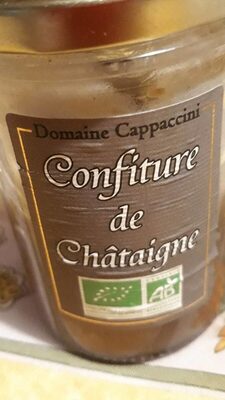 Domaine Cappaccini
Confiture
de
Châtaigne
AB